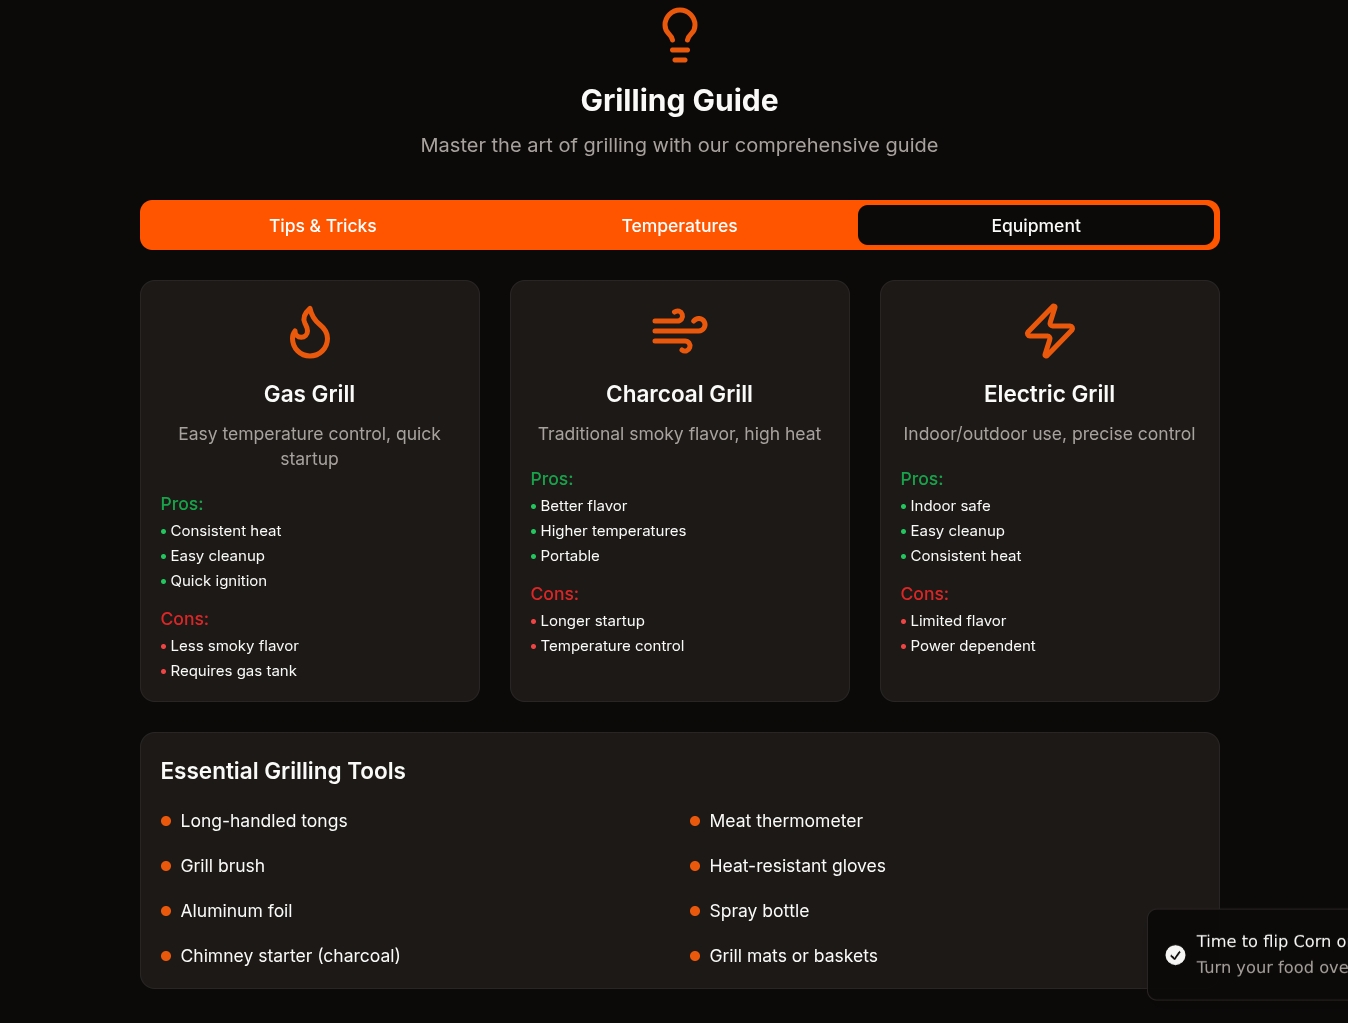 Grilling Guide
Master the art of grilling with our comprehensive guide
Tips & Tricks
Temperatures
Equipment
Gas Grill
Easy temperature control, quick
startup
Pros:
• Consistent heat
• Easy cleanup
• Quick ignition
Cons:
• Less smoky flavor
• Requires gas tank
Charcoal Grill
Traditional smoky flavor, high heat
Pros:
• Better flavor
• Higher temperatures
• Portable
Cons:
• Longer startup
• Temperature control
Electric Grill
Indoor/outdoor use, precise control
Pros:
• Indoor safe
• Easy cleanup
• Consistent heat
Cons:
• Limited flavor
• Power dependent
Essential Grilling Tools
Long-handled tongs
Meat thermometer
Grill brush
Heat-resistant gloves
Aluminum foil
Spray bottle
Chimney starter (charcoal)
Grill mats or baskets
Time to flip Corn
Turn your food